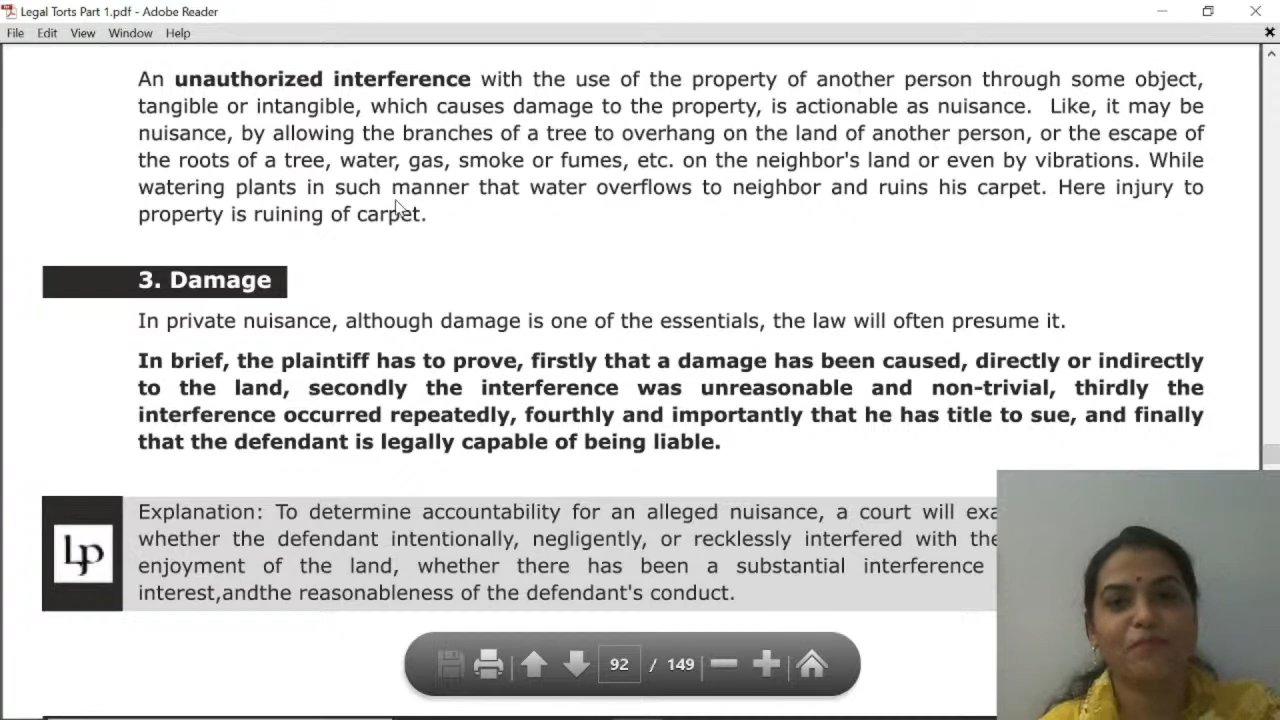 Legal Torts Part 1.pdf - Adobe Reader
File Edit View Window Help
An unauthorized interference with the use of the property of another person through some object,
tangible or intangible, which causes damage to the property, is actionable as nuisance. Like, it may be
nuisance, by allowing the branches of a tree to overhang on the land of another person, or the escape of
the roots of a tree, water, gas, smoke or fumes, etc. on the neighbor's land or even by vibrations. While
watering plants in such manner that water overflows to neighbor and ruins his carpet. Here injury to
property is ruining of carpet.
3. Damage
In private nuisance, although damage is one of the essentials, the law will often presume it.
In brief, the plaintiff has to prove, firstly that a damage has been caused, directly or indirectly
to the land, secondly the interference was unreasonable and non-trivial, thirdly the
interference occurred repeatedly, fourthly and importantly that he has title to sue, and finally
that the defendant is legally capable of being liable.
Explanation: To determine accountability for an alleged nuisance, a court will exa
whether the defendant intentionally, negligently, or recklessly interfered with the
enjoyment of the land, whether there has been a substantial interference
interest,andthe reasonableness of the defendant's conduct.
Lp
92 / 149